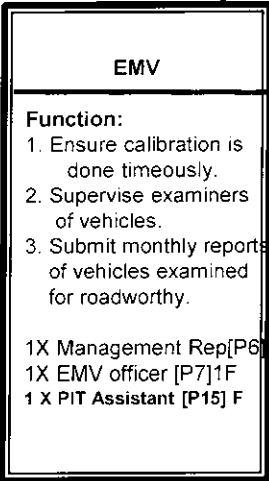 EMV
Function:
1. Ensure calibration is
done timeously.
2. Supervise examiners
of vehicles.
3. Submit monthly reports
of vehicles examined
for roadworthy.
1X Management Rep[P6]
1X EMV officer [P7]1F
1 X PIT Assistant [P15] F